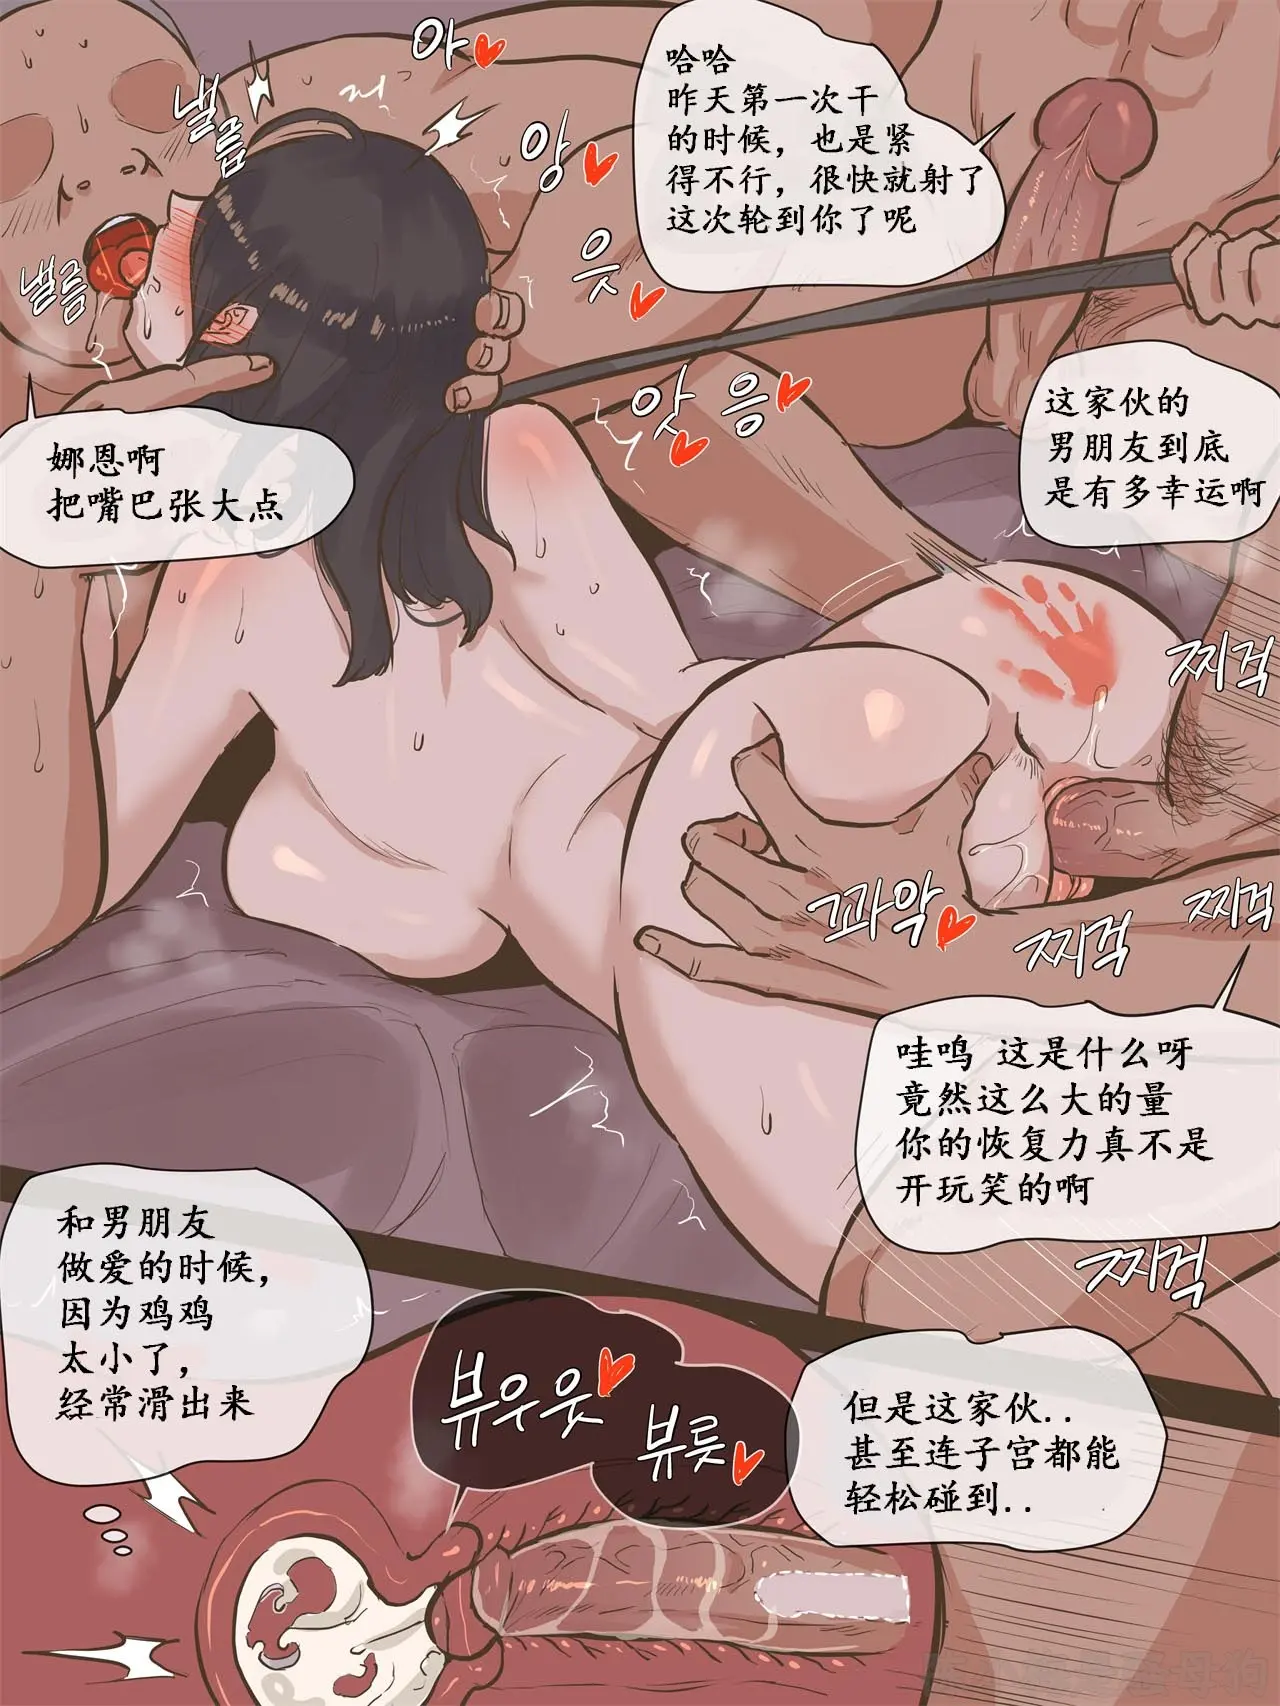 야
낼름
앙
哈哈
昨天第一次干
的时候，也是紧
得不行，很快就射了
这次轮到你了呢
읏
낼름
앗 응
这家伙的
男朋友到底
是有多幸运啊
娜恩啊
把嘴巴张大点
찌걱
꽈악
찌걱
찌걱
哇呜 这是什么呀
竟然这么大的量
你的恢复力真不是
开玩笑的啊
찌걱
和男朋友
做爱的时候，
因为鸡鸡
太小了，
经常滑出来
뷰우웃
뷰릇
但是这家伙..
甚至连子宫都能
轻松碰到..